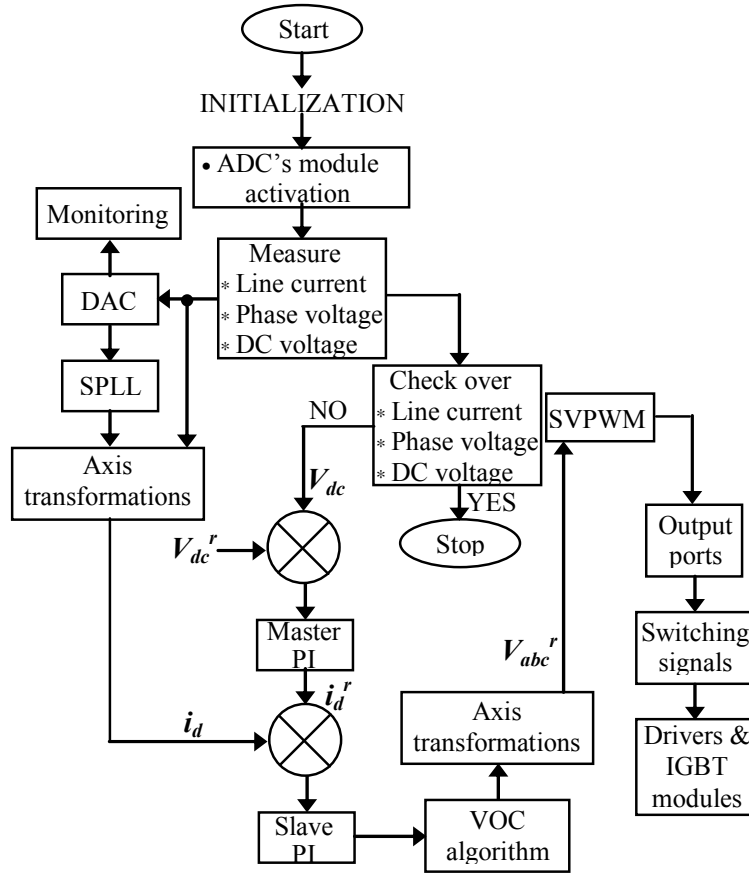 Start
INITIALIZATION
• ADC's module
activation
Monitoring
Measure
* Line current
* Phase voltage
* DC voltage
DAC
SPLL
Axis
transformations
Check over
* Line current
* Phase voltage
* DC voltage
NO
YES
Stop
SVPWM
Output
ports
Switching
signals
Drivers &
IGBT
modules
V_dc
V_dc^r
Master
PI
i_d^r
i_d
Slave
PI
VOC
algorithm
Axis
transformations
V_abc^r